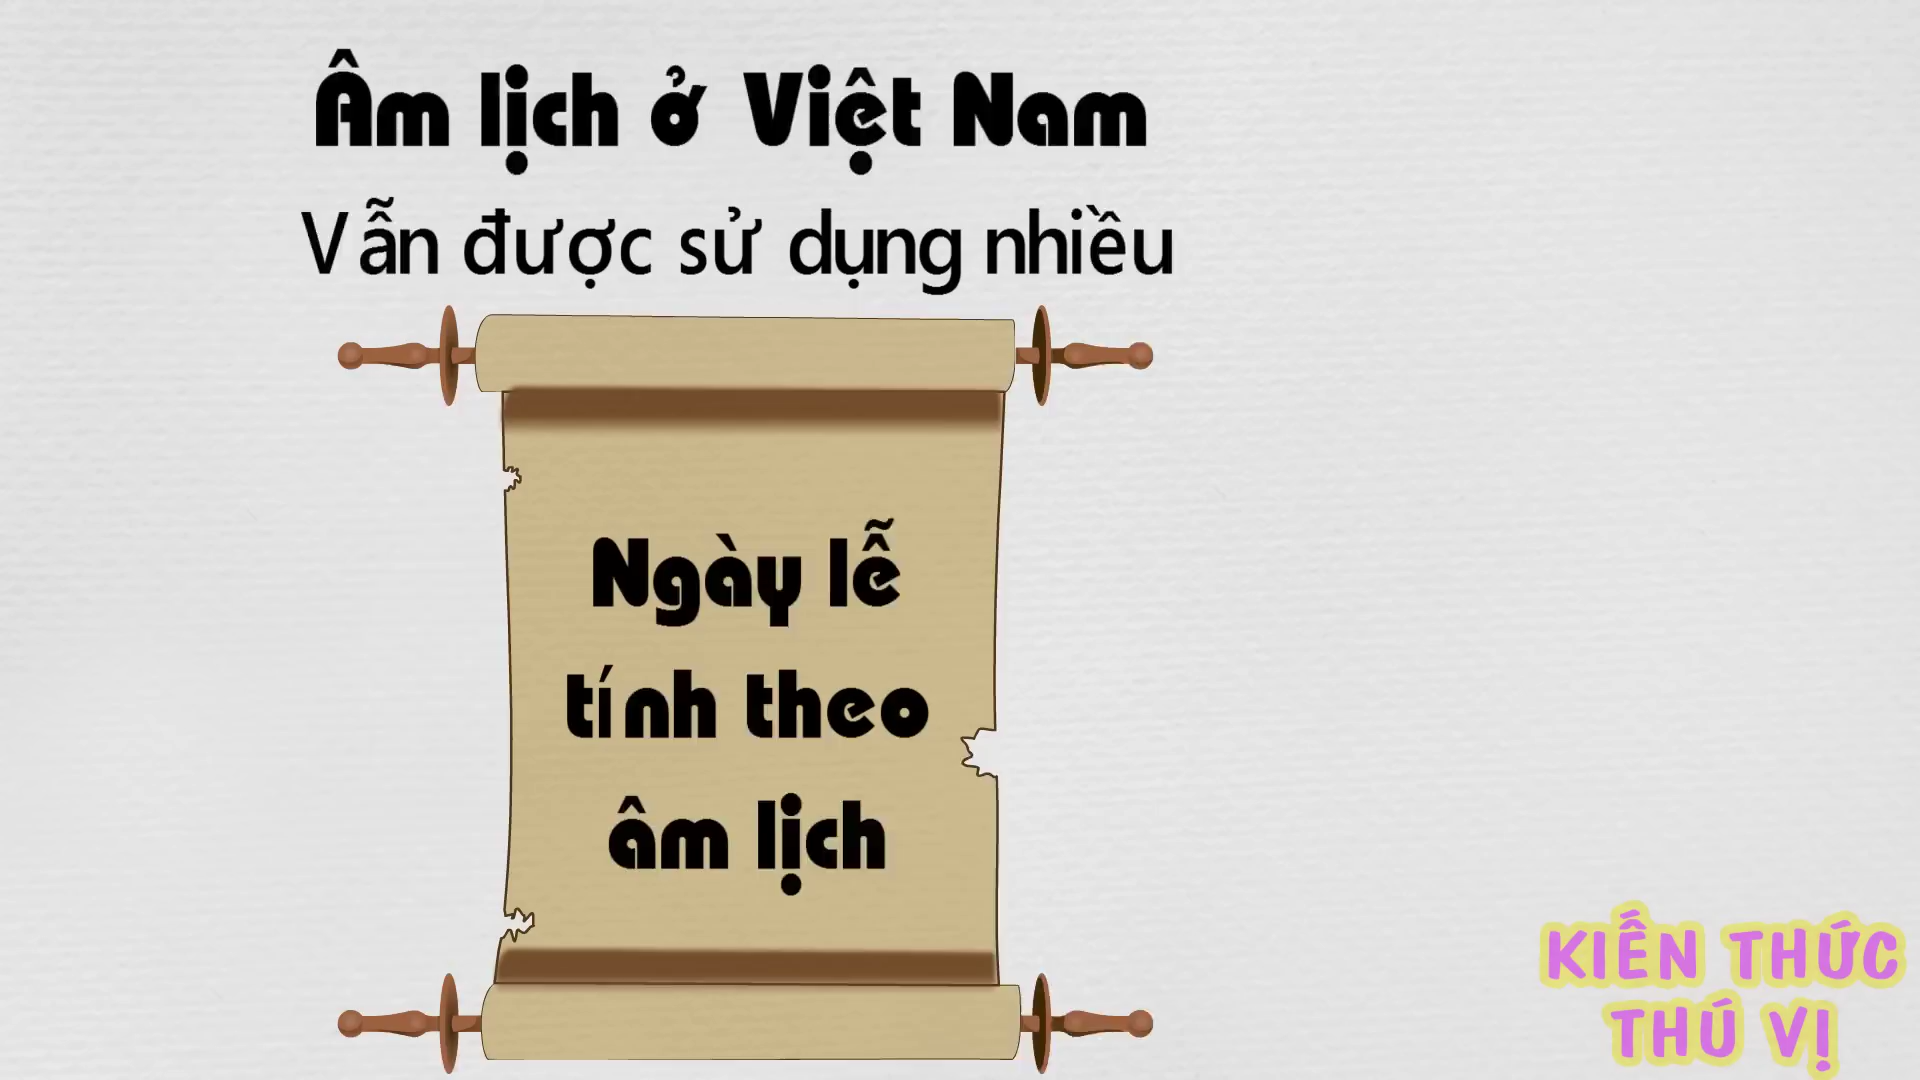 Âm lịch ở Việt Nam
Vẫn được sử dụng nhiều
Ngày lễ
tính theo
âm lịch
KIẾN THỨC
THÚ VỊ